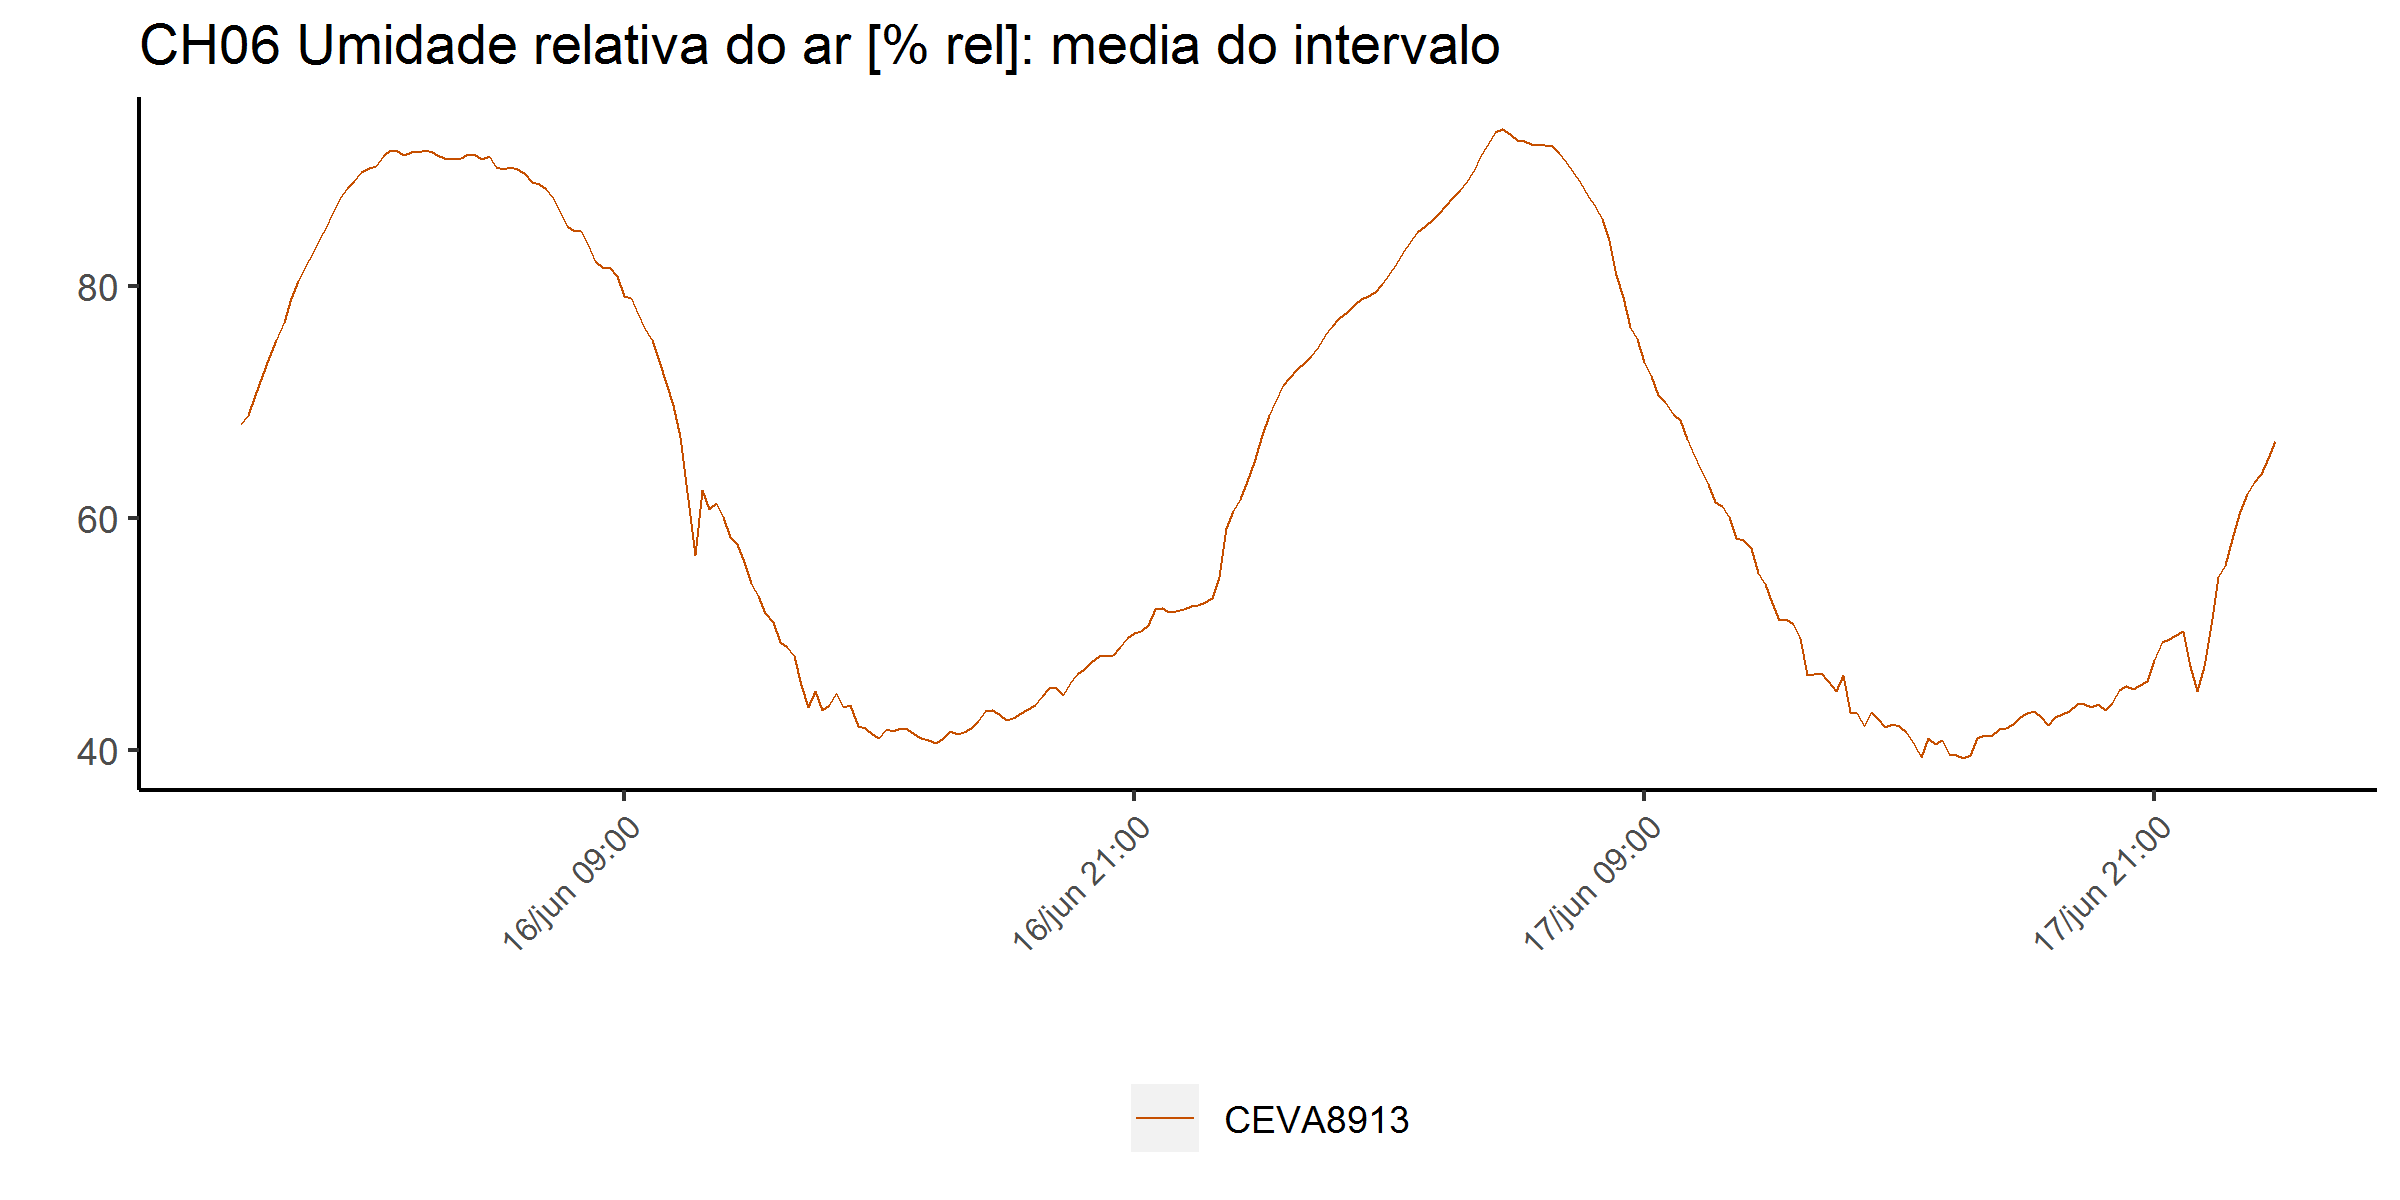 CH06 Umidade relativa do ar [% rel]: media do intervalo
80
60
40
16/jun 09:00
16/jun 21:00
17/jun 09:00
17/jun 21:00
CEVA8913